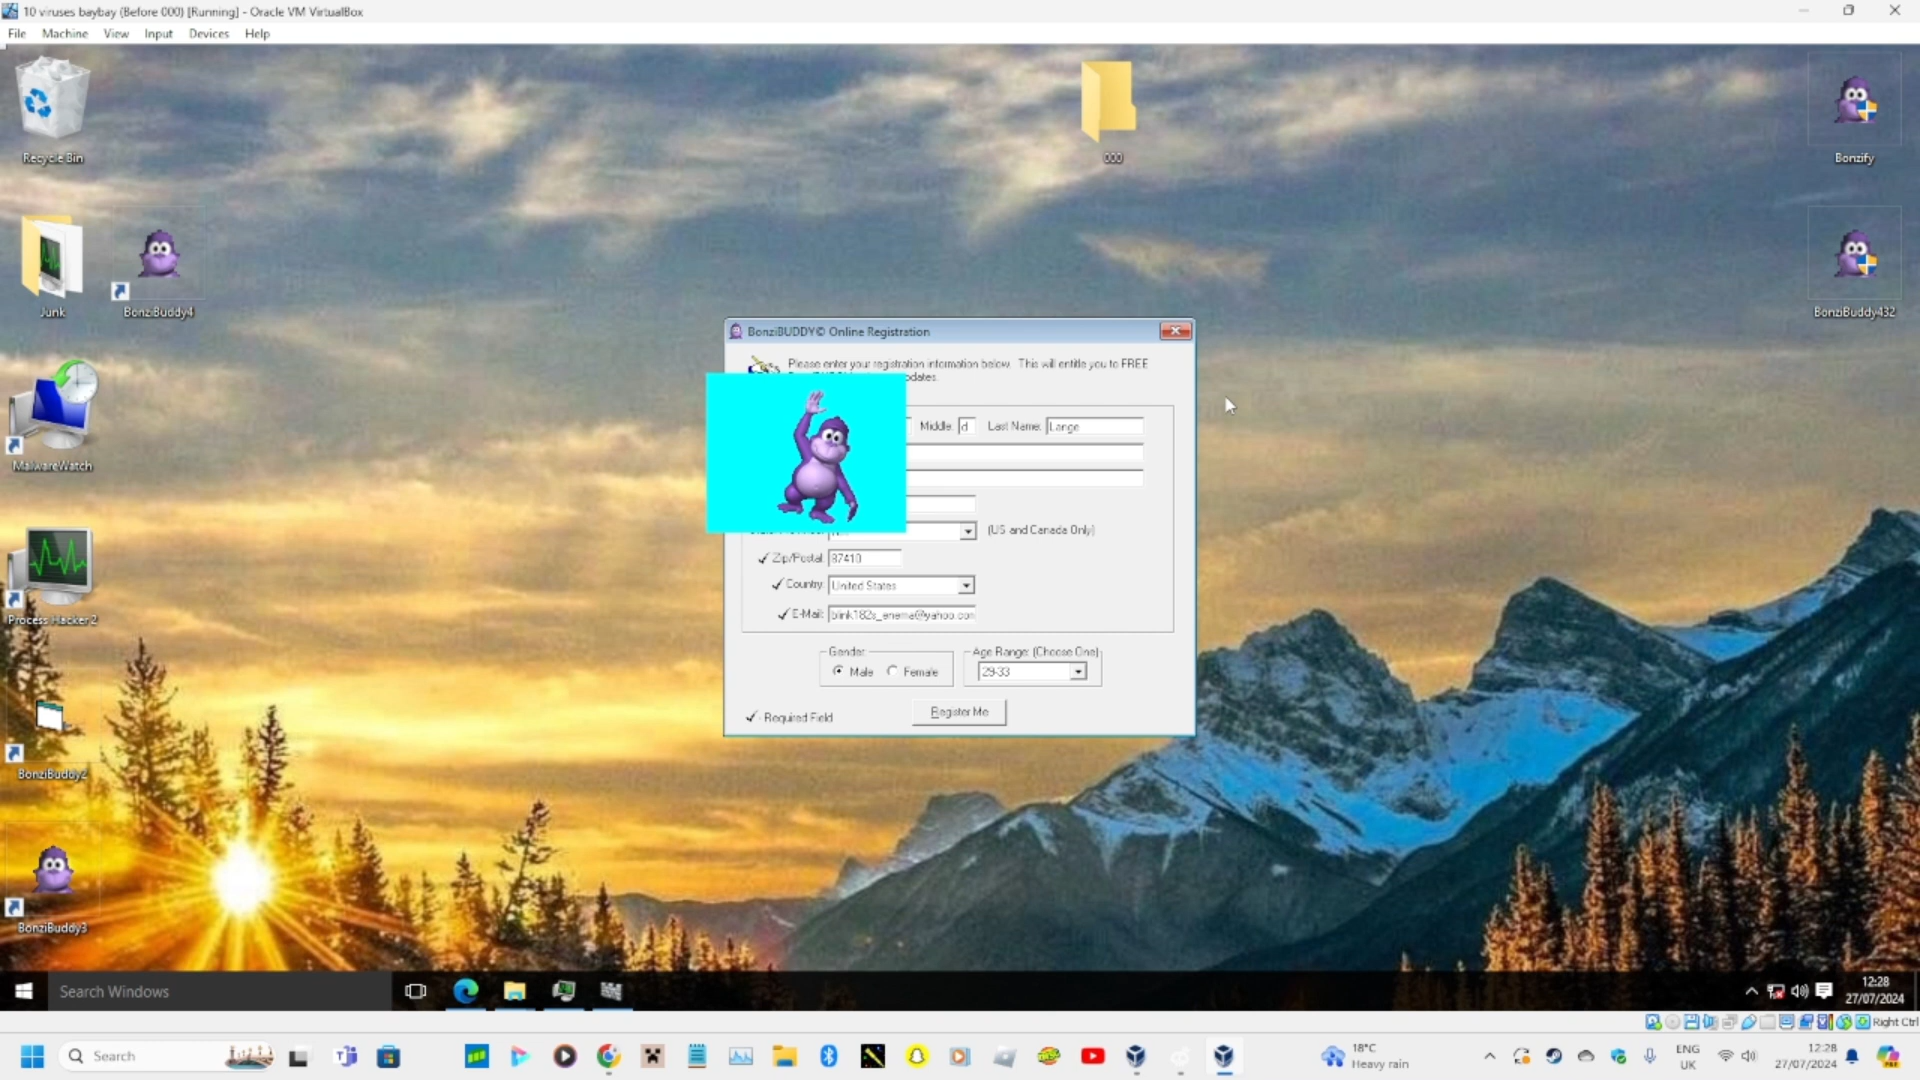 10 viruses baybay (Before 000) [Running] - Oracle VM VirtualBox
File Machine View Input Devices Help
Recycle Bin
000
Bonzify
Junk
BonziBuddy4
BonziBuddy432
BonziBUDDY© Online Registration
Please enter your registration information below. This will entitle you to FREE
pdates.
Middle: d Last Name: Lange
(US and Canada Only)
Zip/Postal: 87410
Country: United States
E-Mail: blink182s_enema@yahoo.com
Gender:
Male Female
Age Range: (Choose One)
29-33
- Required Field
Register Me
MalwareWatch
Process Hacker 2
BonziBuddy2
BonziBuddy3
Search Windows
12:28
27/07/2024
Right Ctrl
Search
18°C
Heavy rain
ENG
UK
12:28
27/07/2024